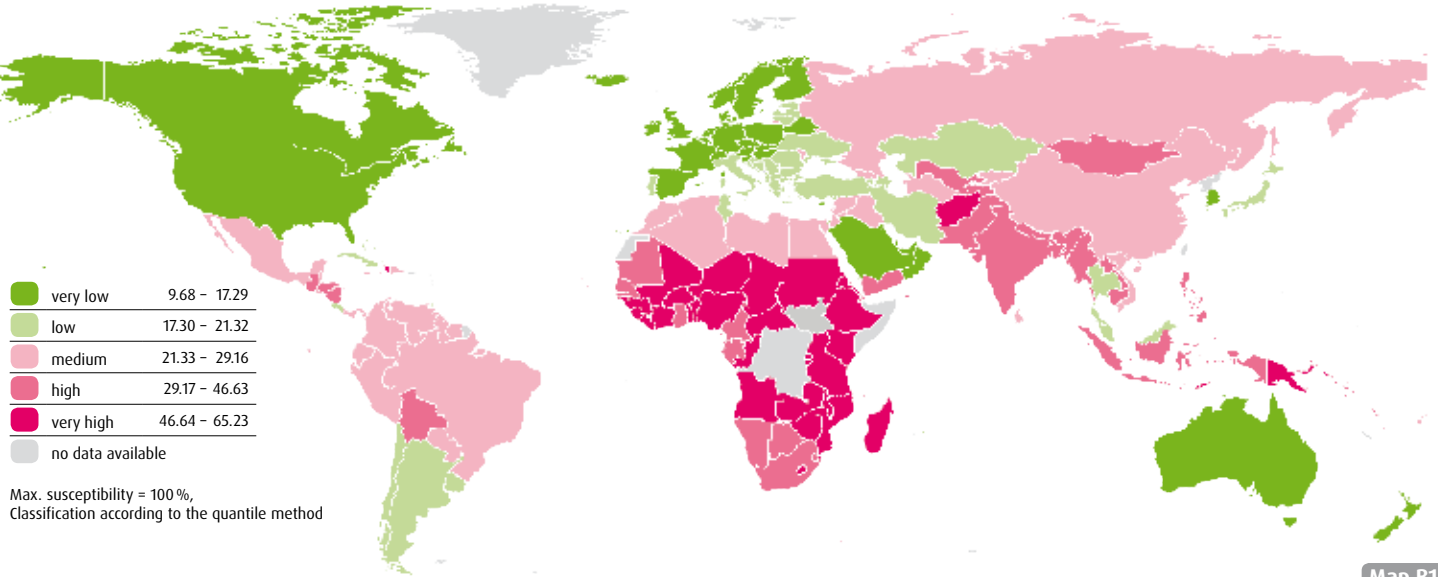 very low 9.68 – 17.29
low 17.30 – 21.32
medium 21.33 – 29.16
high 29.17 – 46.63
very high 46.64 – 65.23
no data available
Max. susceptibility = 100 %,
Classification according to the quantile method